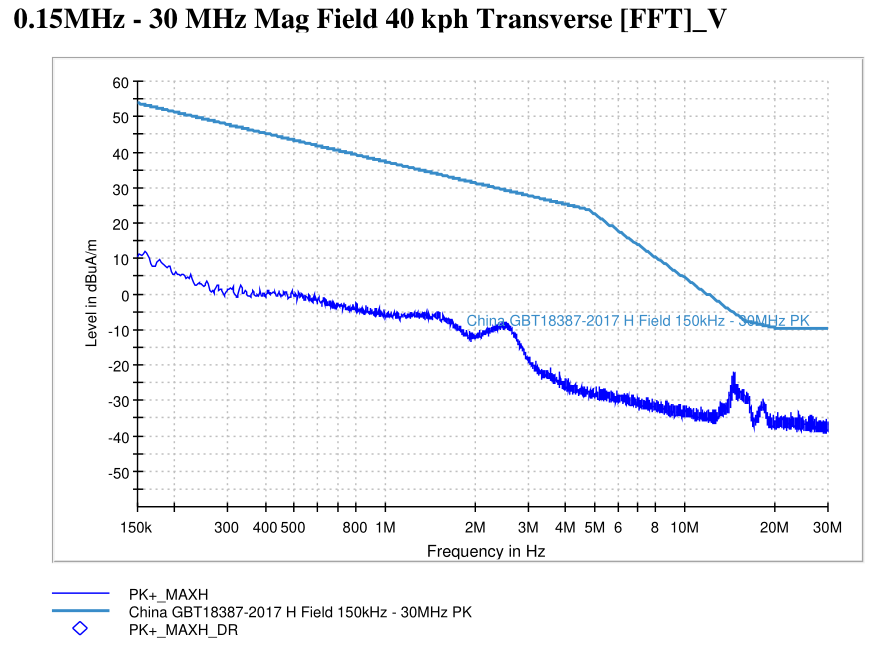 0.15MHz - 30 MHz Mag Field 40 kph Transverse [FFT]_V
60
50
40
30
20
10
0
-10
-20
-30
-40
-50
Level in dBuA/m
China GBT18387-2017 H Field 150kHz - 30MHz PK
150k 300 400 500 800 1M 2M 3M 4M 5M 6 8 10M 20M 30M
Frequency in Hz
PK+_MAXH
China GBT18387-2017 H Field 150kHz - 30MHz PK
PK+_MAXH_DR